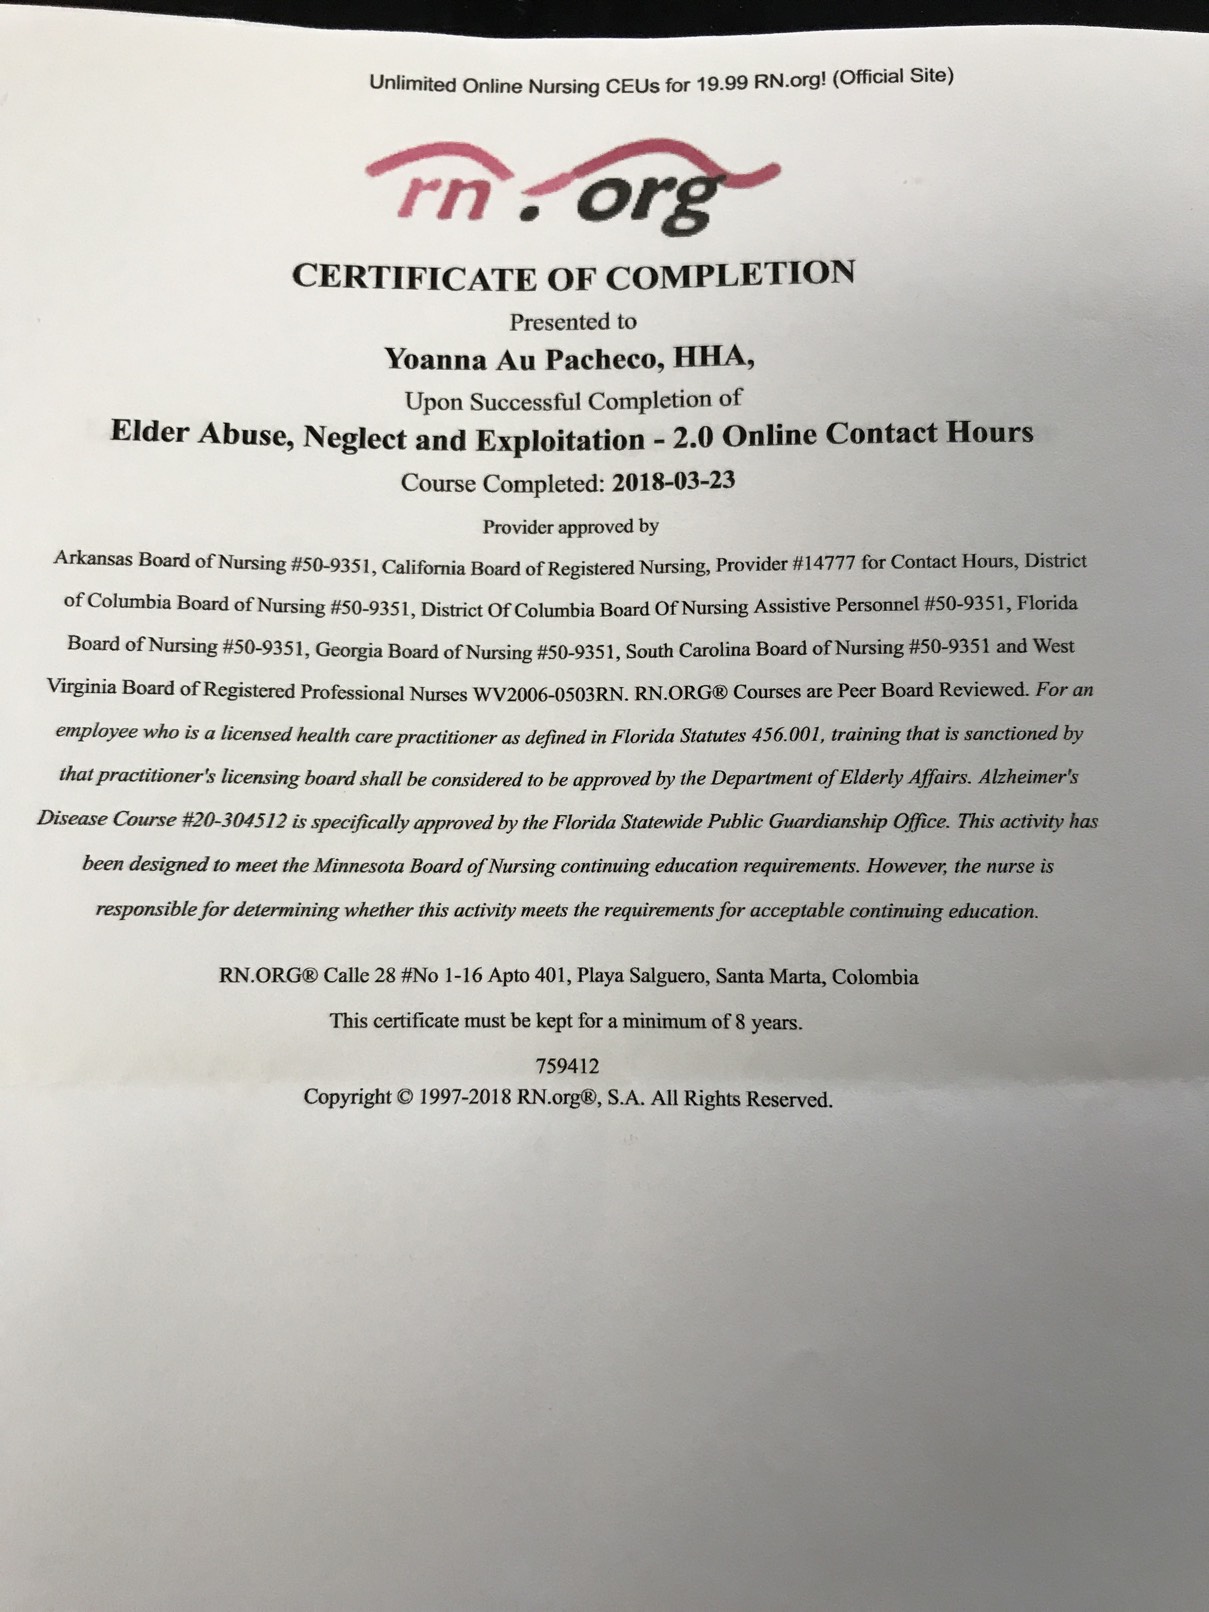 Unlimited Online Nursing CEUs for 19.99 RN.org! (Official Site)
rn.org
CERTIFICATE OF COMPLETION
Presented to
Yoanna Au Pacheco, HHA,
Upon Successful Completion of
Elder Abuse, Neglect and Exploitation - 2.0 Online Contact Hours
Course Completed: 2018-03-23
Provider approved by
Arkansas Board of Nursing #50-9351, California Board of Registered Nursing, Provider #14777 for Contact Hours, District
of Columbia Board of Nursing #50-9351, District Of Columbia Board Of Nursing Assistive Personnel #50-9351, Florida
Board of Nursing #50-9351, Georgia Board of Nursing #50-9351, South Carolina Board of Nursing #50-9351 and West
Virginia Board of Registered Professional Nurses WV2006-0503RN. RN.ORG® Courses are Peer Board Reviewed. For an
employee who is a licensed health care practitioner as defined in Florida Statutes 456.001, training that is sanctioned by
that practitioner's licensing board shall be considered to be approved by the Department of Elderly Affairs. Alzheimer's
Disease Course #20-304512 is specifically approved by the Florida Statewide Public Guardianship Office. This activity has
been designed to meet the Minnesota Board of Nursing continuing education requirements. However, the nurse is
responsible for determining whether this activity meets the requirements for acceptable continuing education.
RN.ORG® Calle 28 #No 1-16 Apto 401, Playa Salguero, Santa Marta, Colombia
This certificate must be kept for a minimum of 8 years.
759412
Copyright © 1997-2018 RN.org®, S.A. All Rights Reserved.